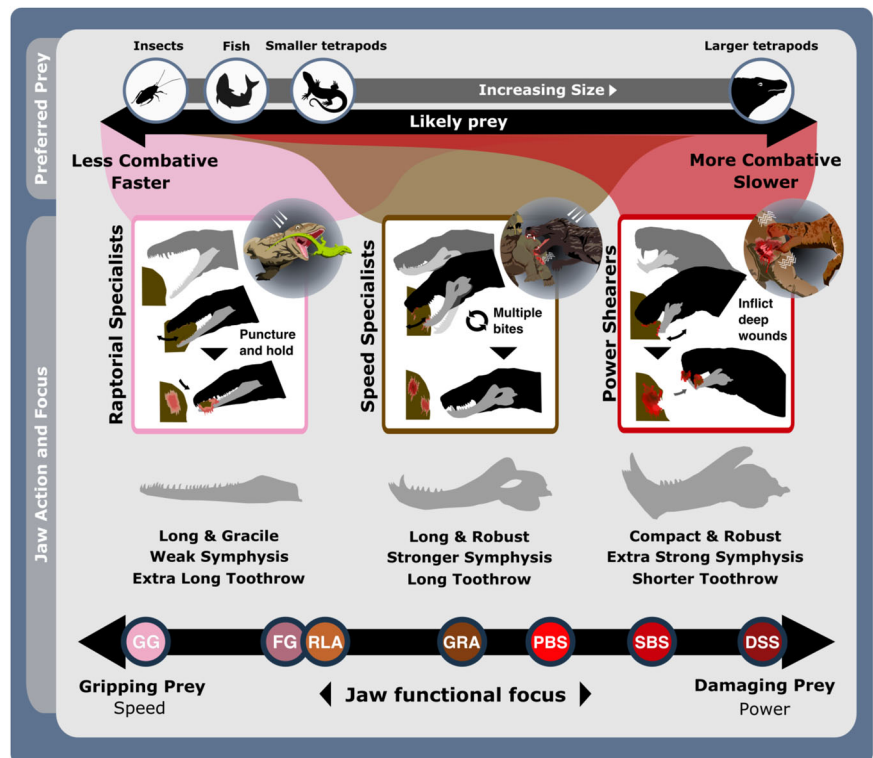 Preferred Prey
Insects
Fish
Smaller tetrapods
Larger tetrapods
Increasing Size
Likely prey
Less Combative
Faster
More Combative
Slower
Jaw Action and Focus
Raptorial Specialists
Puncture
and hold
Speed Specialists
Multiple
bites
Power Shearers
Inflict
deep
wounds
Long & Gracile
Weak Symphysis
Extra Long Toothrow
Long & Robust
Stronger Symphysis
Long Toothrow
Compact & Robust
Extra Strong Symphysis
Shorter Toothrow
GG
FG
RLA
GRA
PBS
SBS
DSS
Gripping Prey
Speed
Jaw functional focus
Damaging Prey
Power